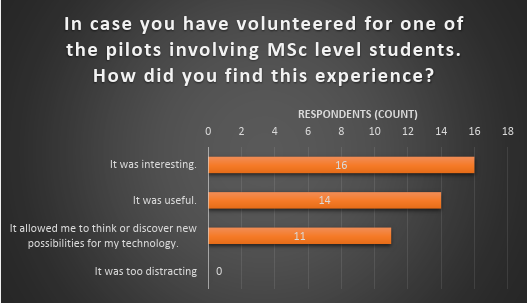 In case you have volunteered for one of
the pilots involving MSc level students.
How did you find this experience?
RESPONDENTS (COUNT)
0 2 4 6 8 10 12 14 16 18
It was interesting. 16
It was useful. 14
It allowed me to think or discover new
possibilities for my technology. 11
It was too distracting 0